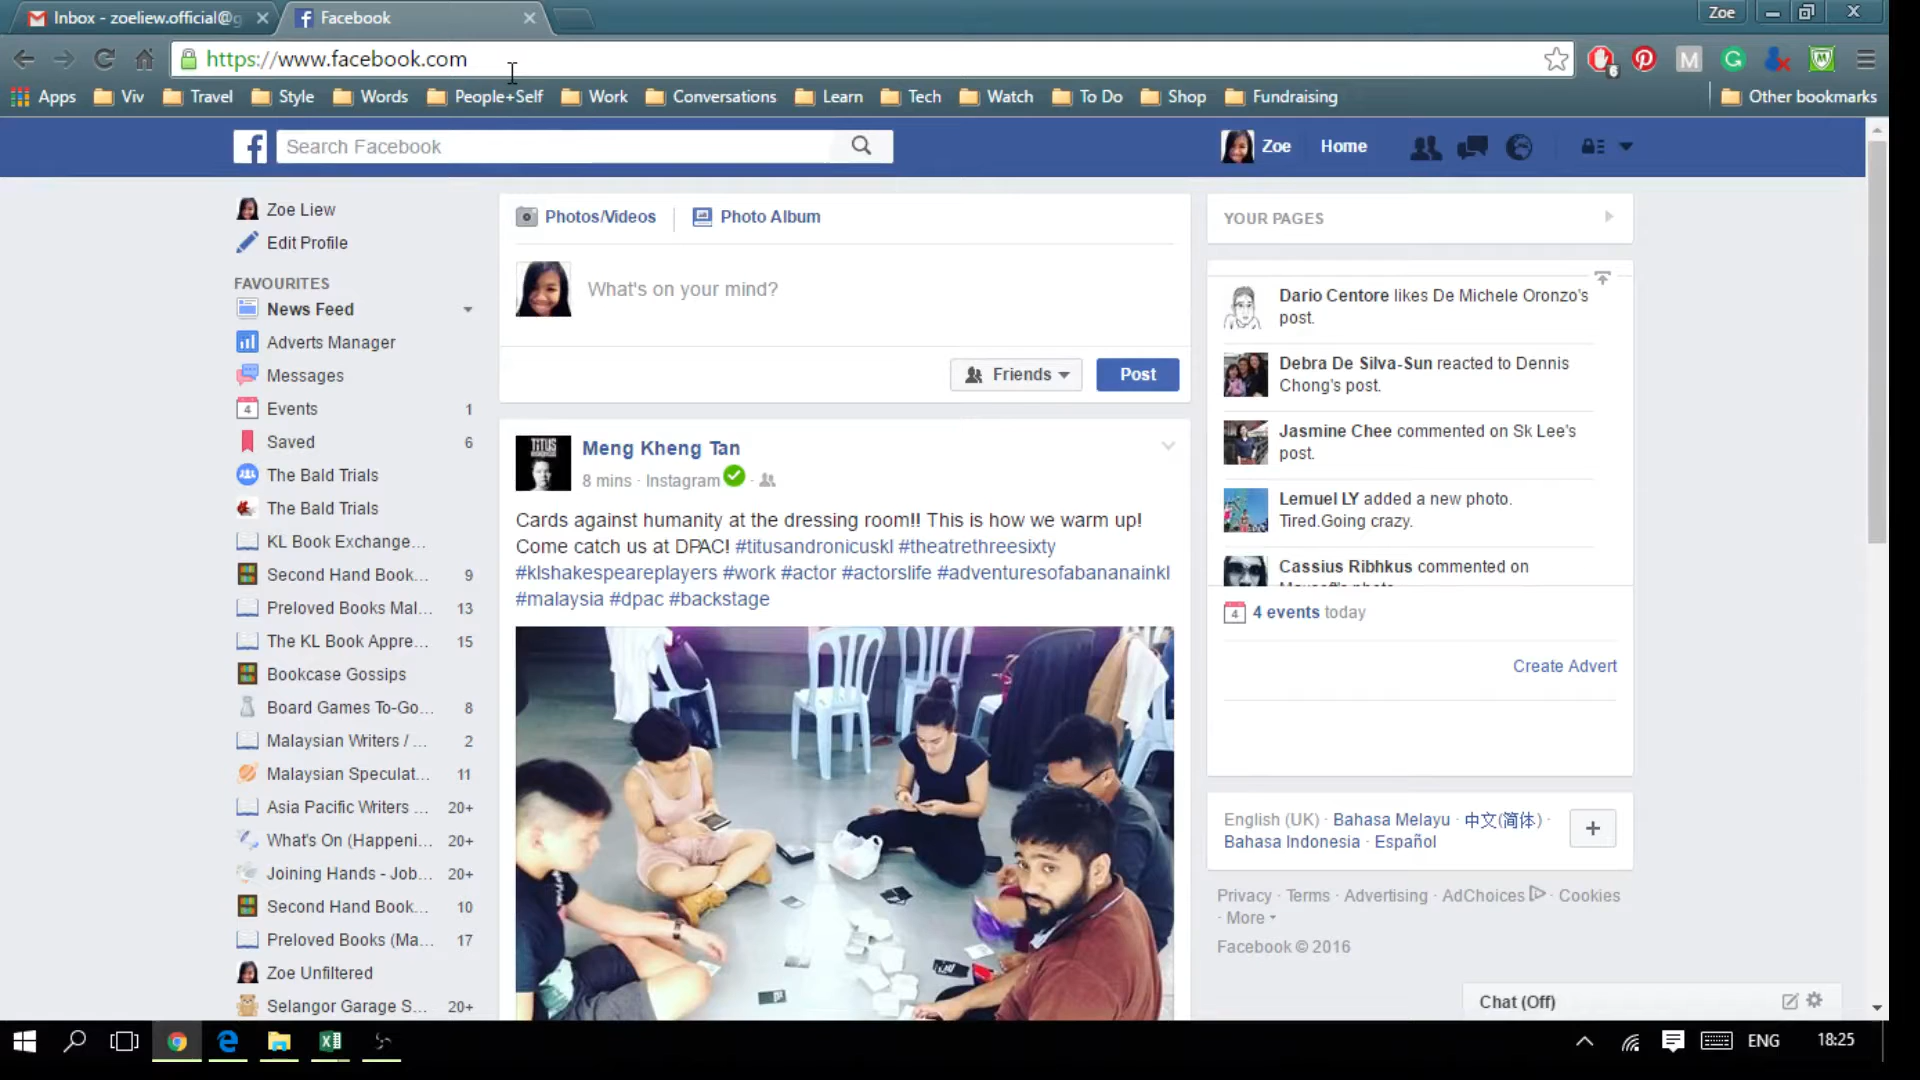 Inbox - zoeliew.official@g
Facebook
Zoe
https://www.facebook.com
6
M
G
Apps
Viv
Travel
Style
Words
People+Self
Work
Conversations
Learn
Tech
Watch
To Do
Shop
Fundraising
Other bookmarks
Search Facebook
Zoe
Home
Zoe Liew
Edit Profile
FAVOURITES
News Feed
Adverts Manager
Messages
Events 1
Saved 6
The Bald Trials
The Bald Trials
KL Book Exchange...
Second Hand Book... 9
Preloved Books Mal... 13
The KL Book Appre... 15
Bookcase Gossips
Board Games To-Go... 8
Malaysian Writers / ... 2
Malaysian Speculat... 11
Asia Pacific Writers ... 20+
What's On (Happeni... 20+
Joining Hands - Job... 20+
Second Hand Book... 10
Preloved Books (Ma... 17
Zoe Unfiltered
Selangor Garage S... 20+
Photos/Videos
Photo Album
What's on your mind?
Friends
Post
TITUS
Meng Kheng Tan
8 mins · Instagram
Cards against humanity at the dressing room!! This is how we warm up!
Come catch us at DPAC! #titusandronicuskl #theatrethreesixty
#klshakespeareplayers #work #actor #actorslife #adventuresofabananainkl
#malaysia #dpac #backstage
YOUR PAGES
Dario Centore likes De Michele Oronzo's
post.
Debra De Silva-Sun reacted to Dennis
Chong's post.
Jasmine Chee commented on Sk Lee's
post.
Lemuel LY added a new photo.
Tired.Going crazy.
Cassius Ribhkus commented on
4
4 events today
Create Advert
English (UK) · Bahasa Melayu · 中文(简体) ·
Bahasa Indonesia · Español
Privacy · Terms · Advertising · AdChoices · Cookies
· More
Facebook © 2016
Chat (Off)
ENG
18:25